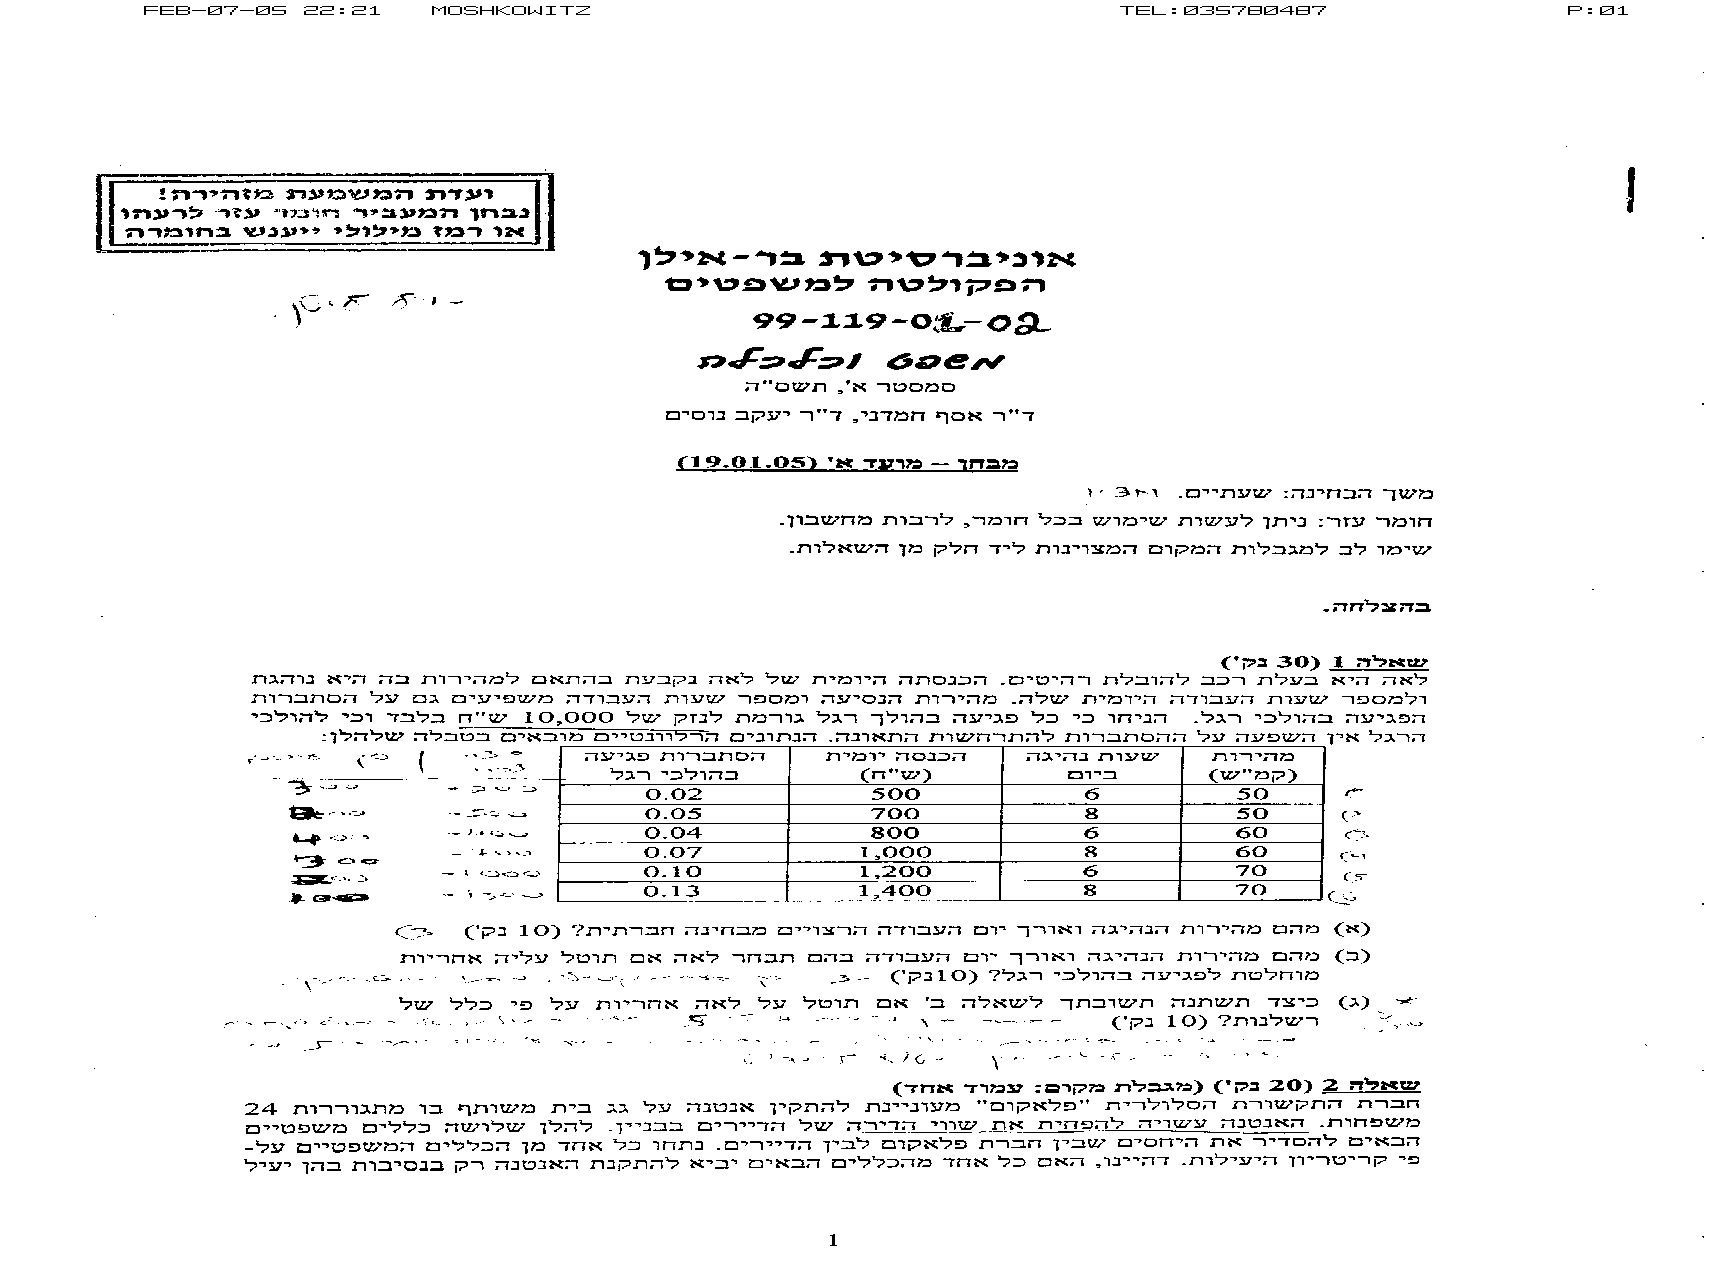 FEB-07-05 22:21 MOSHKOWITZ TEL:035780487 P:01
ועדת המשמעת מזהירה!
נבחן המעביר חומר עזר לרעהו
או רמז מילולי ייענש בחומרה
אוניברסיטת בר-אילן
הפקולטה למשפטים
99-119-01-02
משפט וכלכלה
סמסטר א', תשס"ה
ד"ר אסף חמדני, ד"ר יעקב נוסים
מבחן – מועד א' (19.01.05)
משך הבחינה: שעתיים.
חומר עזר: ניתן לעשות שימוש בכל חומר, לרבות מחשבון.
שימו לב למגבלות המקום המצוינות ליד חלק מן השאלות.
בהצלחה.
שאלה 1 (30 נק')
לאה היא בעלת רכב להובלת רהיטים. הכנסתה היומית של לאה נקבעת בהתאם למהירות בה היא נוהגת
ולמספר שעות העבודה היומית שלה. מהירות הנסיעה ומספר שעות העבודה משפיעים גם על הסתברות
הפגיעה בהולכי רגל. הניחו כי כל פגיעה בהולך רגל גורמת לנזק של 10,000 ש"ח בלבד וכי להולכי
הרגל אין השפעה על ההסתברות להתרחשות התאונה. הנתונים הרלוונטיים מובאים בטבלה שלהלן:
מהירות שעות נהיגה הכנסה יומית הסתברות פגיעה
(קמ"ש) ביום (ש"ח) בהולכי רגל
50 6 500 0.02 300
50 8 700 0.05
60 6 800 0.04 400
60 8 1,000 0.07 300
70 6 1,200 0.10
70 8 1,400 0.13 100
(א) מהם מהירות הנהיגה ואורך יום העבודה הרצויים מבחינה חברתית? (10 נק')
(ב) מהם מהירות הנהיגה ואורך יום העבודה בהם תבחר לאה אם תוטל עליה אחריות
מוחלטת לפגיעה בהולכי רגל? (10נק')
(ג) כיצד תשתנה תשובתך לשאלה ב' אם תוטל על לאה אחריות על פי כלל של
רשלנות? (10 נק')
שאלה 2 (20 נק') (מגבלת מקום: עמוד אחד)
חברת התקשורת הסלולרית "פלאקום" מעוניינת להתקין אנטנה על גג בית משותף בו מתגוררות 24
משפחות. האנטנה עשויה להפחית את שווי הדירה של הדיירים בבניין. להלן שלושה כללים משפטיים
הבאים להסדיר את היחסים שבין חברת פלאקום לבין הדיירים. נתחו כל אחד מן הכללים המשפטיים על-
פי קריטריון היעילות. דהיינו, האם כל אחד מהכללים הבאים יביא להתקנת האנטנה רק בנסיבות בהן יעיל
1